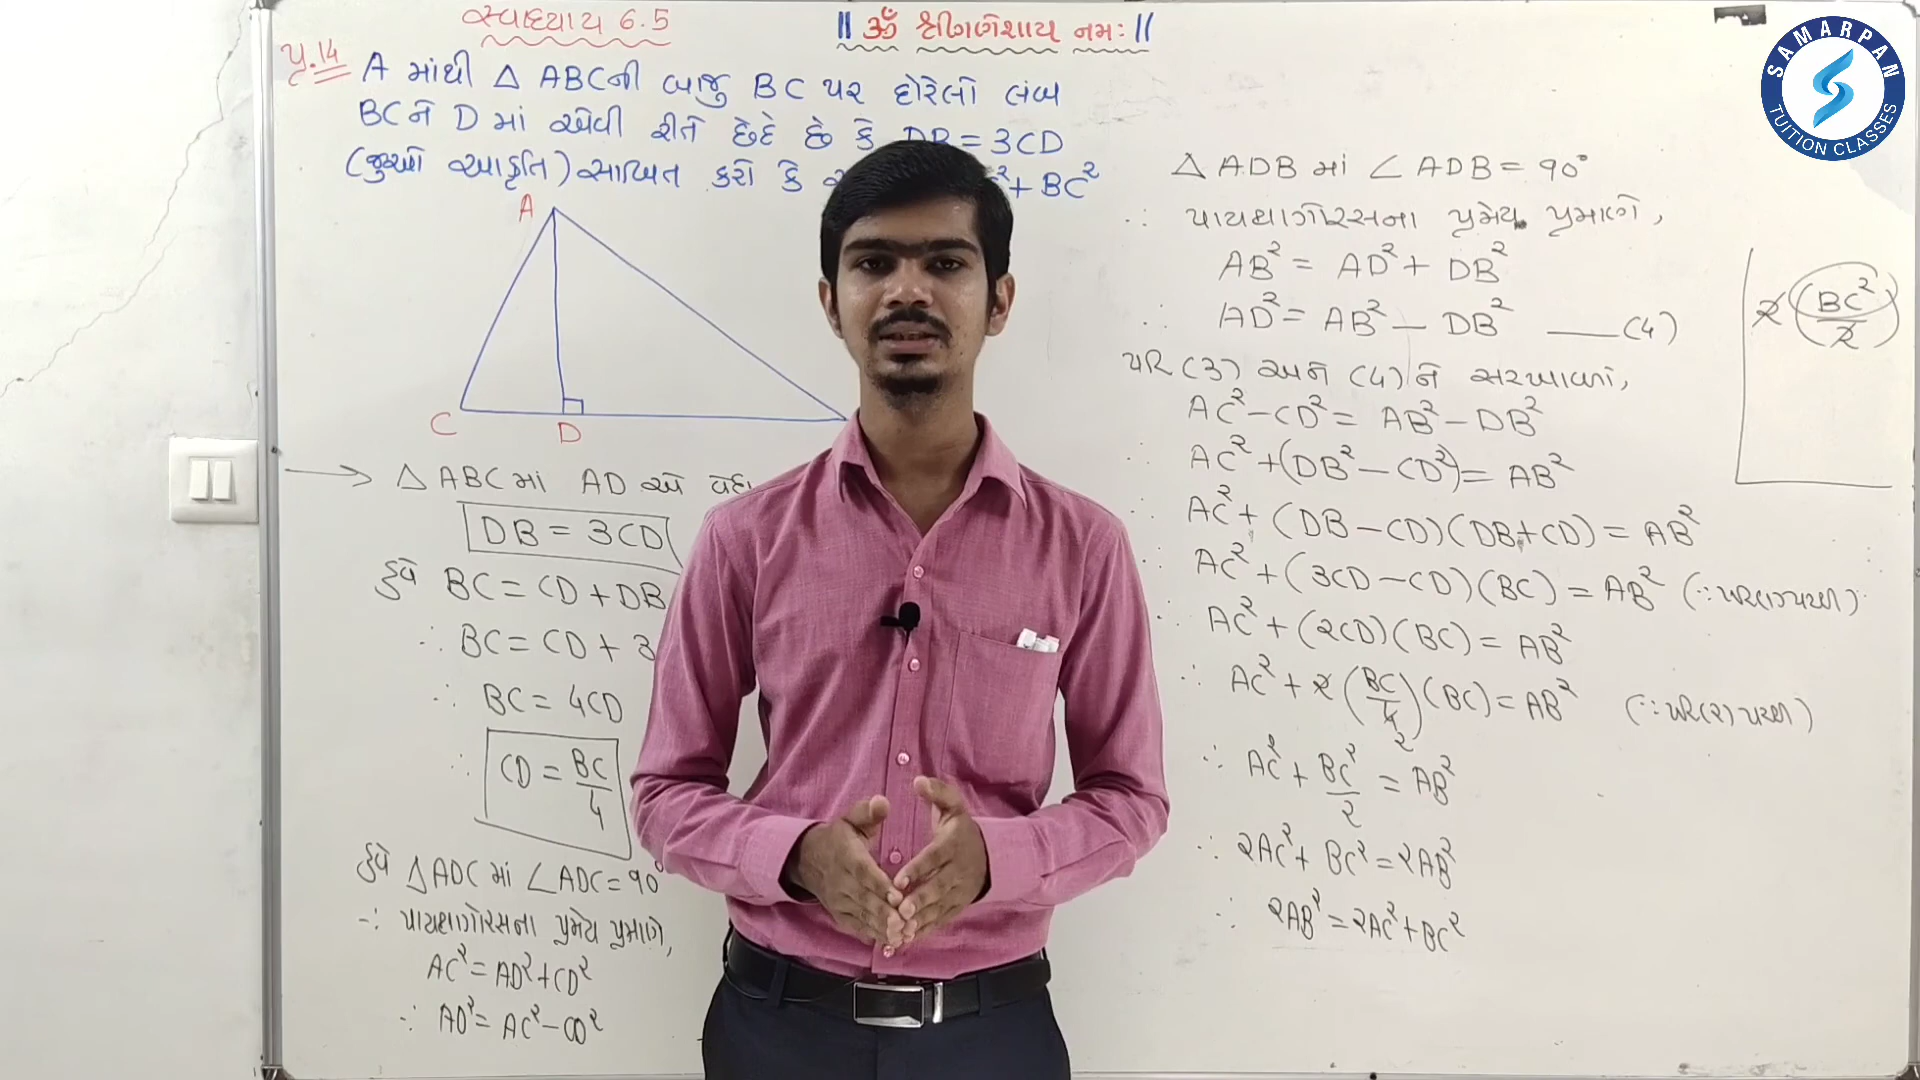 સ્વાધ્યાય 6.5
|| ૐ શ્રીગણેશાય નમઃ ||
પ્ર.14 A માંથી △ ABCની બાજુ BC પર દોરેલો લંબ
BCને D માં એવી રીતે છેદે છે કે DB = 3CD
(જુઓ આકૃતિ) સાબિત કરો કે + BC²
A
C
D
→ △ ABC માં AD એ
DB = 3CD
હવે BC = CD + DB
∴ BC = CD + 3
∴ BC = 4CD
∴ CD = BC/4
હવે △ADC માં ∠ADC = 90°
∴ પાયથાગોરસના પ્રમેય પ્રમાણે,
AC² = AD² + CD²
∴ AD² = AC² - CD²
△ ADB માં ∠ ADB = 90°
∴ પાયથાગોરસના પ્રમેય પ્રમાણે,
AB² = AD² + DB²
∴ AD² = AB² - DB² —— (4)
પરિ (3) અને (4) ને સરખાવતાં,
AC² - CD² = AB² - DB²
∴ AC² + (DB² - CD²) = AB²
∴ AC² + (DB - CD)(DB + CD) = AB²
∴ AC² + (3CD - CD)(BC) = AB²
∴ AC² + (2CD)(BC) = AB²
∴ AC² + 2(BC/4)(BC) = AB² (∵ પરિ(2) પરથી)
2
∴ AC² + BC²/2 = AB²
∴ 2AC² + BC² = 2AB²
∴ 2AB² = 2AC² + BC²
2(BC²/2)
SAMARPAN
TUITION CLASSES